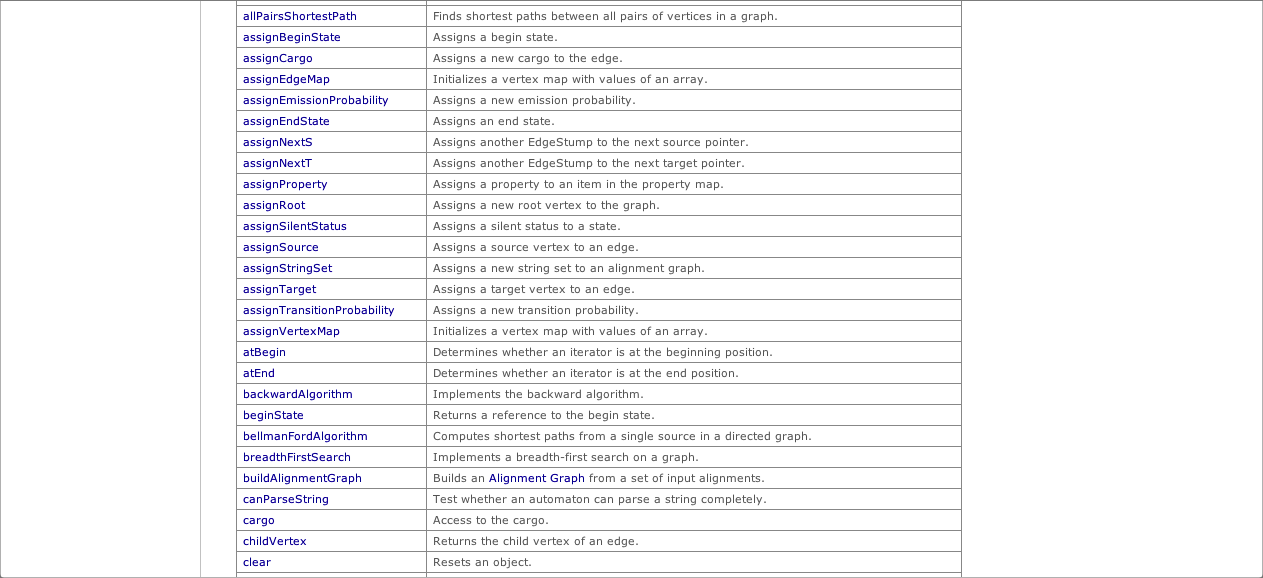 allPairsShortestPath Finds shortest paths between all pairs of vertices in a graph.
assignBeginState Assigns a begin state.
assignCargo Assigns a new cargo to the edge.
assignEdgeMap Initializes a vertex map with values of an array.
assignEmissionProbability Assigns a new emission probability.
assignEndState Assigns an end state.
assignNextS Assigns another EdgeStump to the next source pointer.
assignNextT Assigns another EdgeStump to the next target pointer.
assignProperty Assigns a property to an item in the property map.
assignRoot Assigns a new root vertex to the graph.
assignSilentStatus Assigns a silent status to a state.
assignSource Assigns a source vertex to an edge.
assignStringSet Assigns a new string set to an alignment graph.
assignTarget Assigns a target vertex to an edge.
assignTransitionProbability Assigns a new transition probability.
assignVertexMap Initializes a vertex map with values of an array.
atBegin Determines whether an iterator is at the beginning position.
atEnd Determines whether an iterator is at the end position.
backwardAlgorithm Implements the backward algorithm.
beginState Returns a reference to the begin state.
bellmanFordAlgorithm Computes shortest paths from a single source in a directed graph.
breadthFirstSearch Implements a breadth-first search on a graph.
buildAlignmentGraph Builds an Alignment Graph from a set of input alignments.
canParseString Test whether an automaton can parse a string completely.
cargo Access to the cargo.
childVertex Returns the child vertex of an edge.
clear Resets an object.